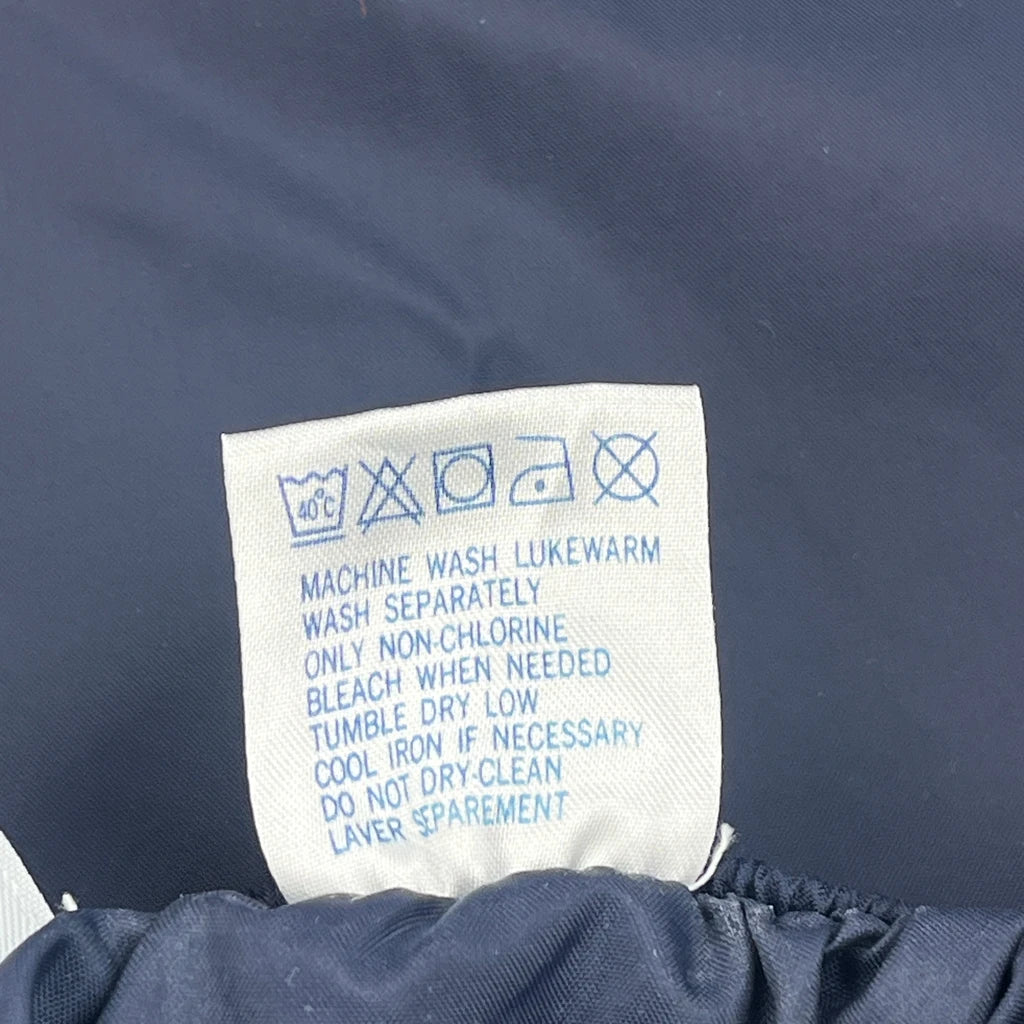 40°C
MACHINE WASH LUKEWARM
WASH SEPARATELY
ONLY NON-CHLORINE
BLEACH WHEN NEEDED
TUMBLE DRY LOW
COOL IRON IF NECESSARY
DO NOT DRY-CLEAN
LAVER SEPAREMENT